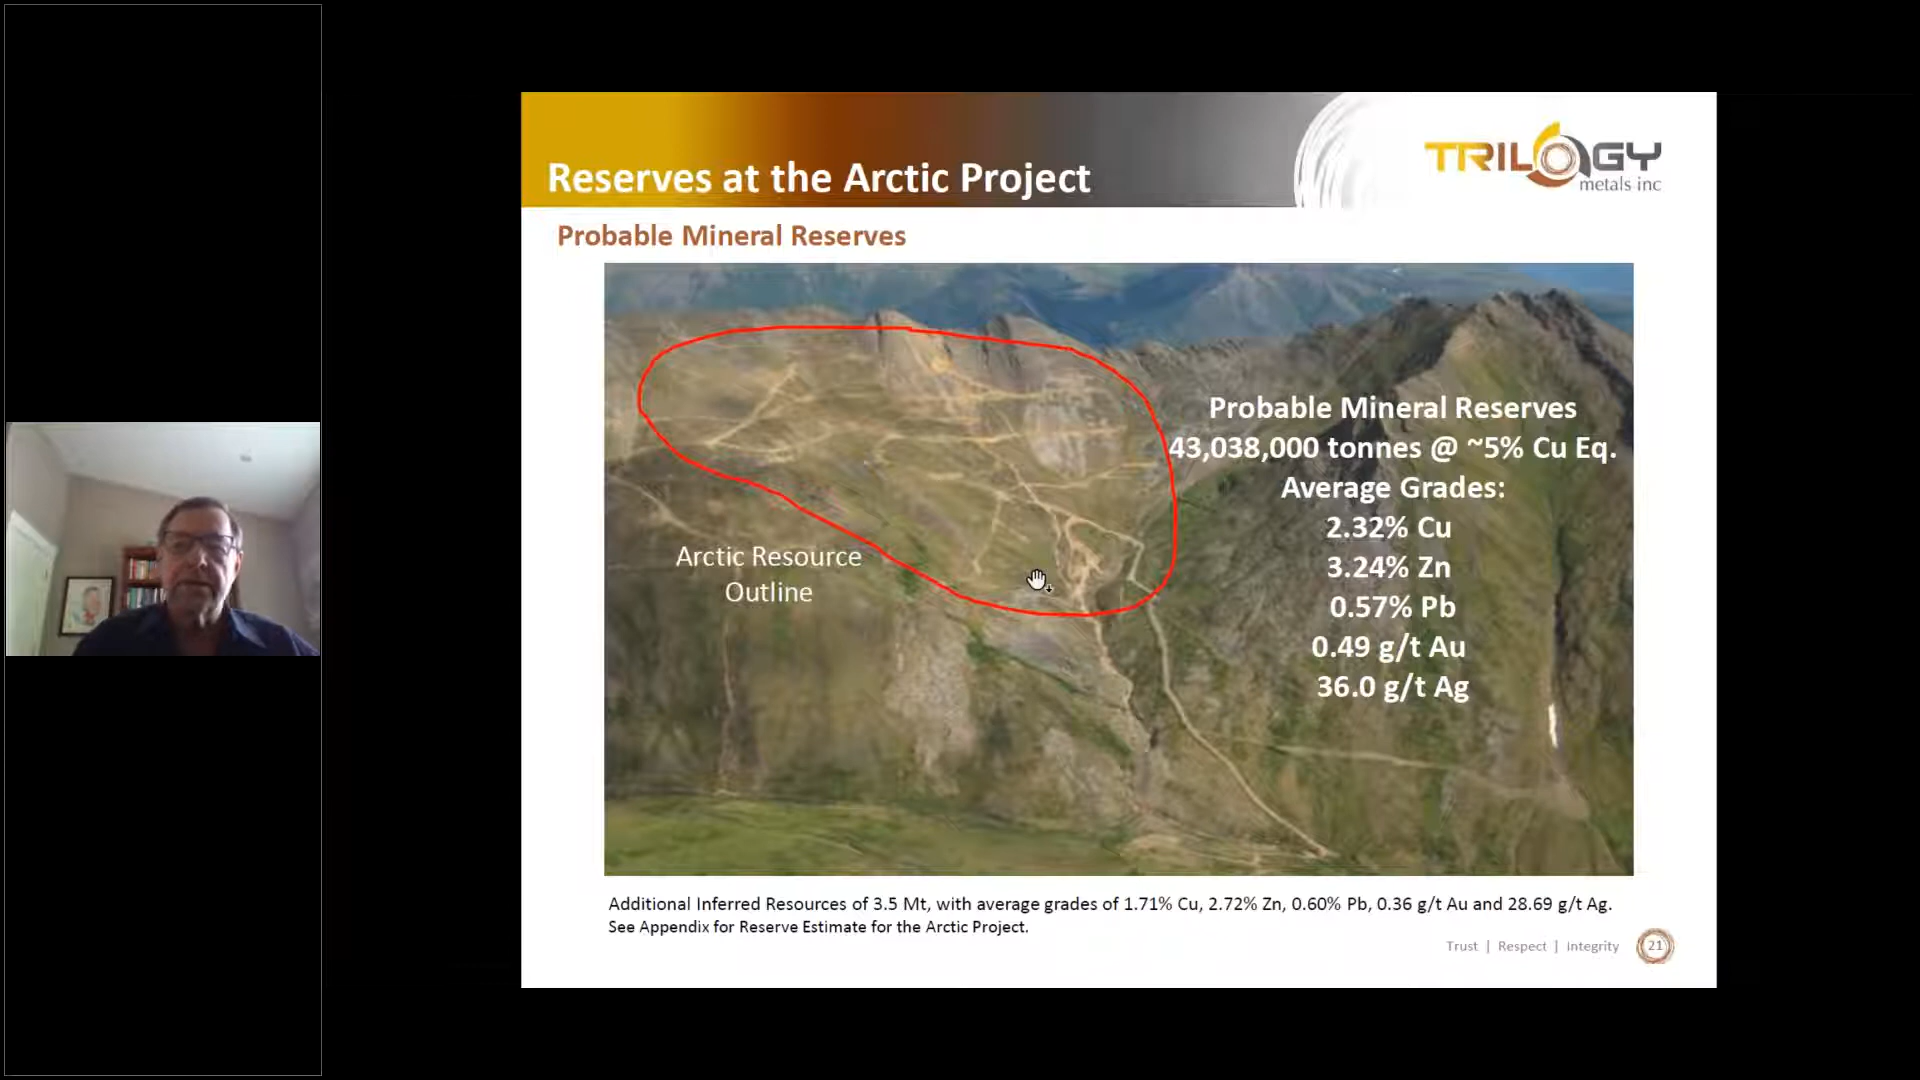 Reserves at the Arctic Project
TRILOGY
metals inc
Probable Mineral Reserves
Probable Mineral Reserves
43,038,000 tonnes @ ~5% Cu Eq.
Average Grades:
2.32% Cu
3.24% Zn
0.57% Pb
0.49 g/t Au
36.0 g/t Ag
Arctic Resource
Outline
Additional Inferred Resources of 3.5 Mt, with average grades of 1.71% Cu, 2.72% Zn, 0.60% Pb, 0.36 g/t Au and 28.69 g/t Ag.
See Appendix for Reserve Estimate for the Arctic Project.
Trust | Respect | Integrity
21